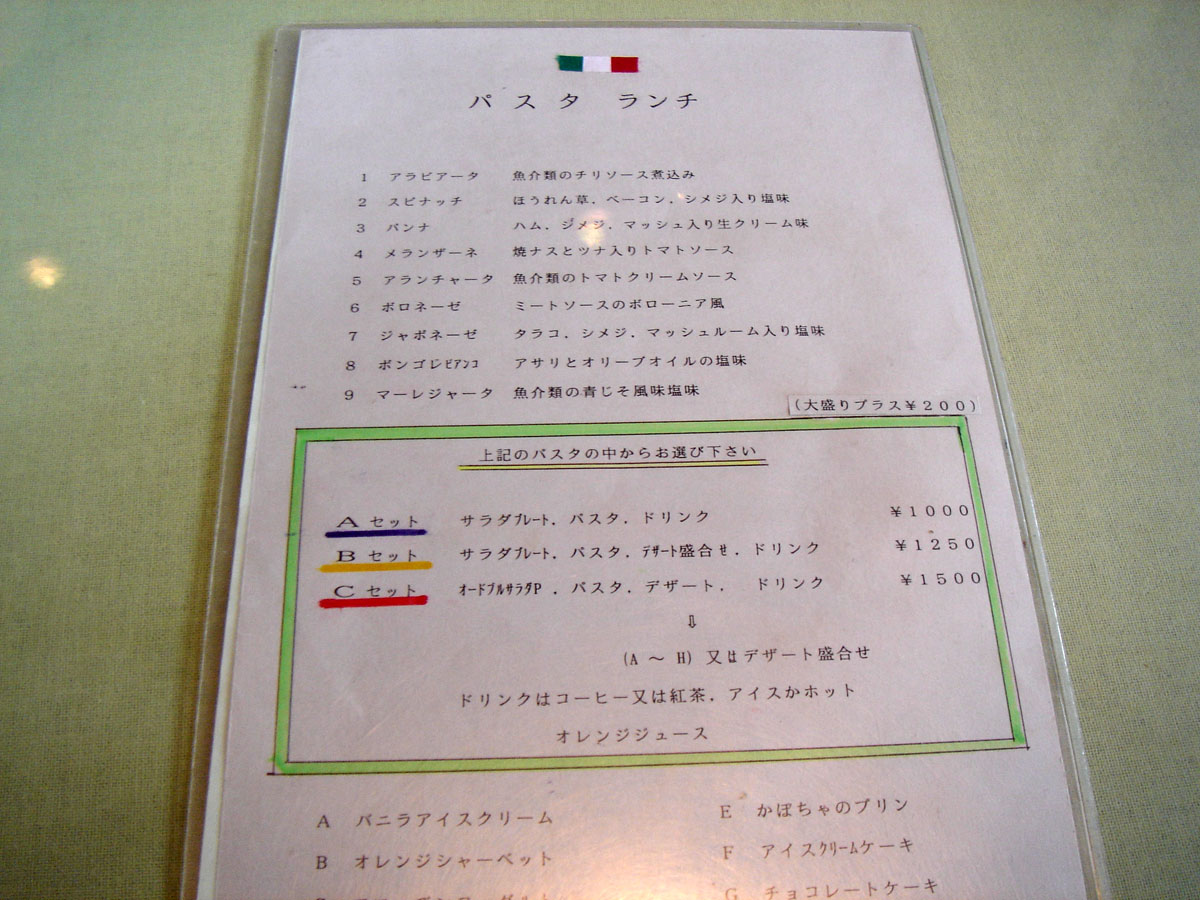 パスタ ランチ
1 アラビアータ 魚介類のチリソース煮込み
2 スピナッチ ほうれん草．ベーコン．シメジ入り塩味
3 パンナ ハム．ジメジ．マッシュ入り生クリーム味
4 メランザーネ 焼ナスとツナ入りトマトソース
5 アランチャータ 魚介類のトマトクリームソース
6 ボロネーゼ ミートソースのボローニア風
7 ジャポネーゼ タラコ．シメジ．マッシュルーム入り塩味
8 ボンゴレﾋﾞｱﾝｺ アサリとオリーブオイルの塩味
9 マーレジャータ 魚介類の青じそ風味塩味
（大盛りプラス￥２００）
上記のパスタの中からお選び下さい
Aセット サラダﾌﾟﾚｰﾄ．パスタ．ドリンク ￥１０００
Bセット サラダﾌﾟﾚｰﾄ．パスタ．ﾃﾞｻﾞｰﾄ盛合せ．ドリンク ￥１２５０
Cセット ｵｰﾄﾞﾌﾞﾙｻﾗﾀﾞP．パスタ．デザート． ドリンク ￥１５００
⇩
(A ～ H) 又はデザート盛合せ
ドリンクはコーヒー又は紅茶．アイスかホット
オレンジジュース
A バニラアイスクリーム E かぼちゃのプリン
B オレンジシャーベット F アイスｸﾘｰﾑケーキ
G チョコレートケーキ